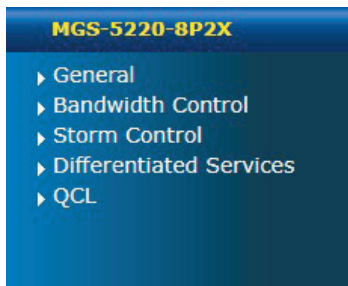 MGS-5220-8P2X
General
Bandwidth Control
Storm Control
Differentiated Services
QCL